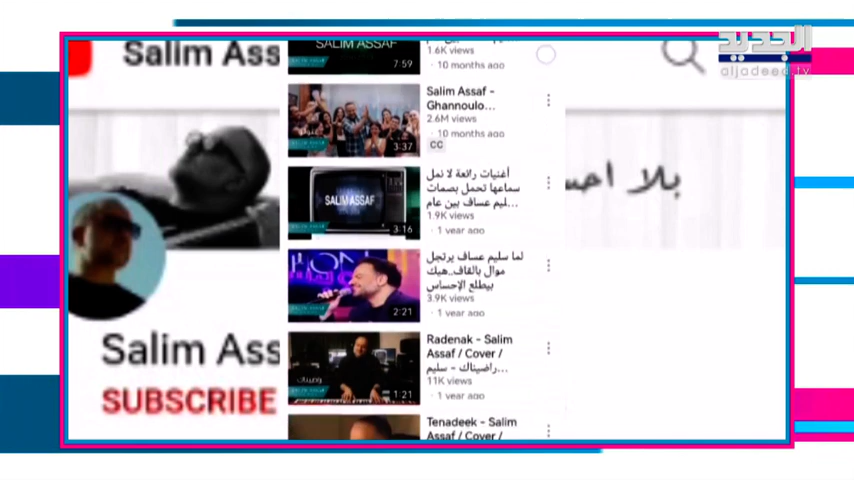 Salim Ass
SALIM ASSAF
7:59
1.6K views
· 10 months ago
الجديد
aljadeed.tv
Salim Assaf -
Ghannoulo...
2.6M views
· 10 months ago
CC
3:37
أغنيات رائعة لا نمل
سماعها تحمل بصمات
...سليم عساف بين عام
1.9K views
· 1 year ago
SALIM ASSAF
3:16
بلا احس
لما سليم عساف يرتجل
موال بالقاف..هيك
بيطلع الإحساس
3.9K views
· 1 year ago
2:21
Salim Ass
SUBSCRIBE
Radenak - Salim
Assaf / Cover /
راضيناك - سليم...
11K views
· 1 year ago
1:21
Tenadeek - Salim
Assaf / Cover /